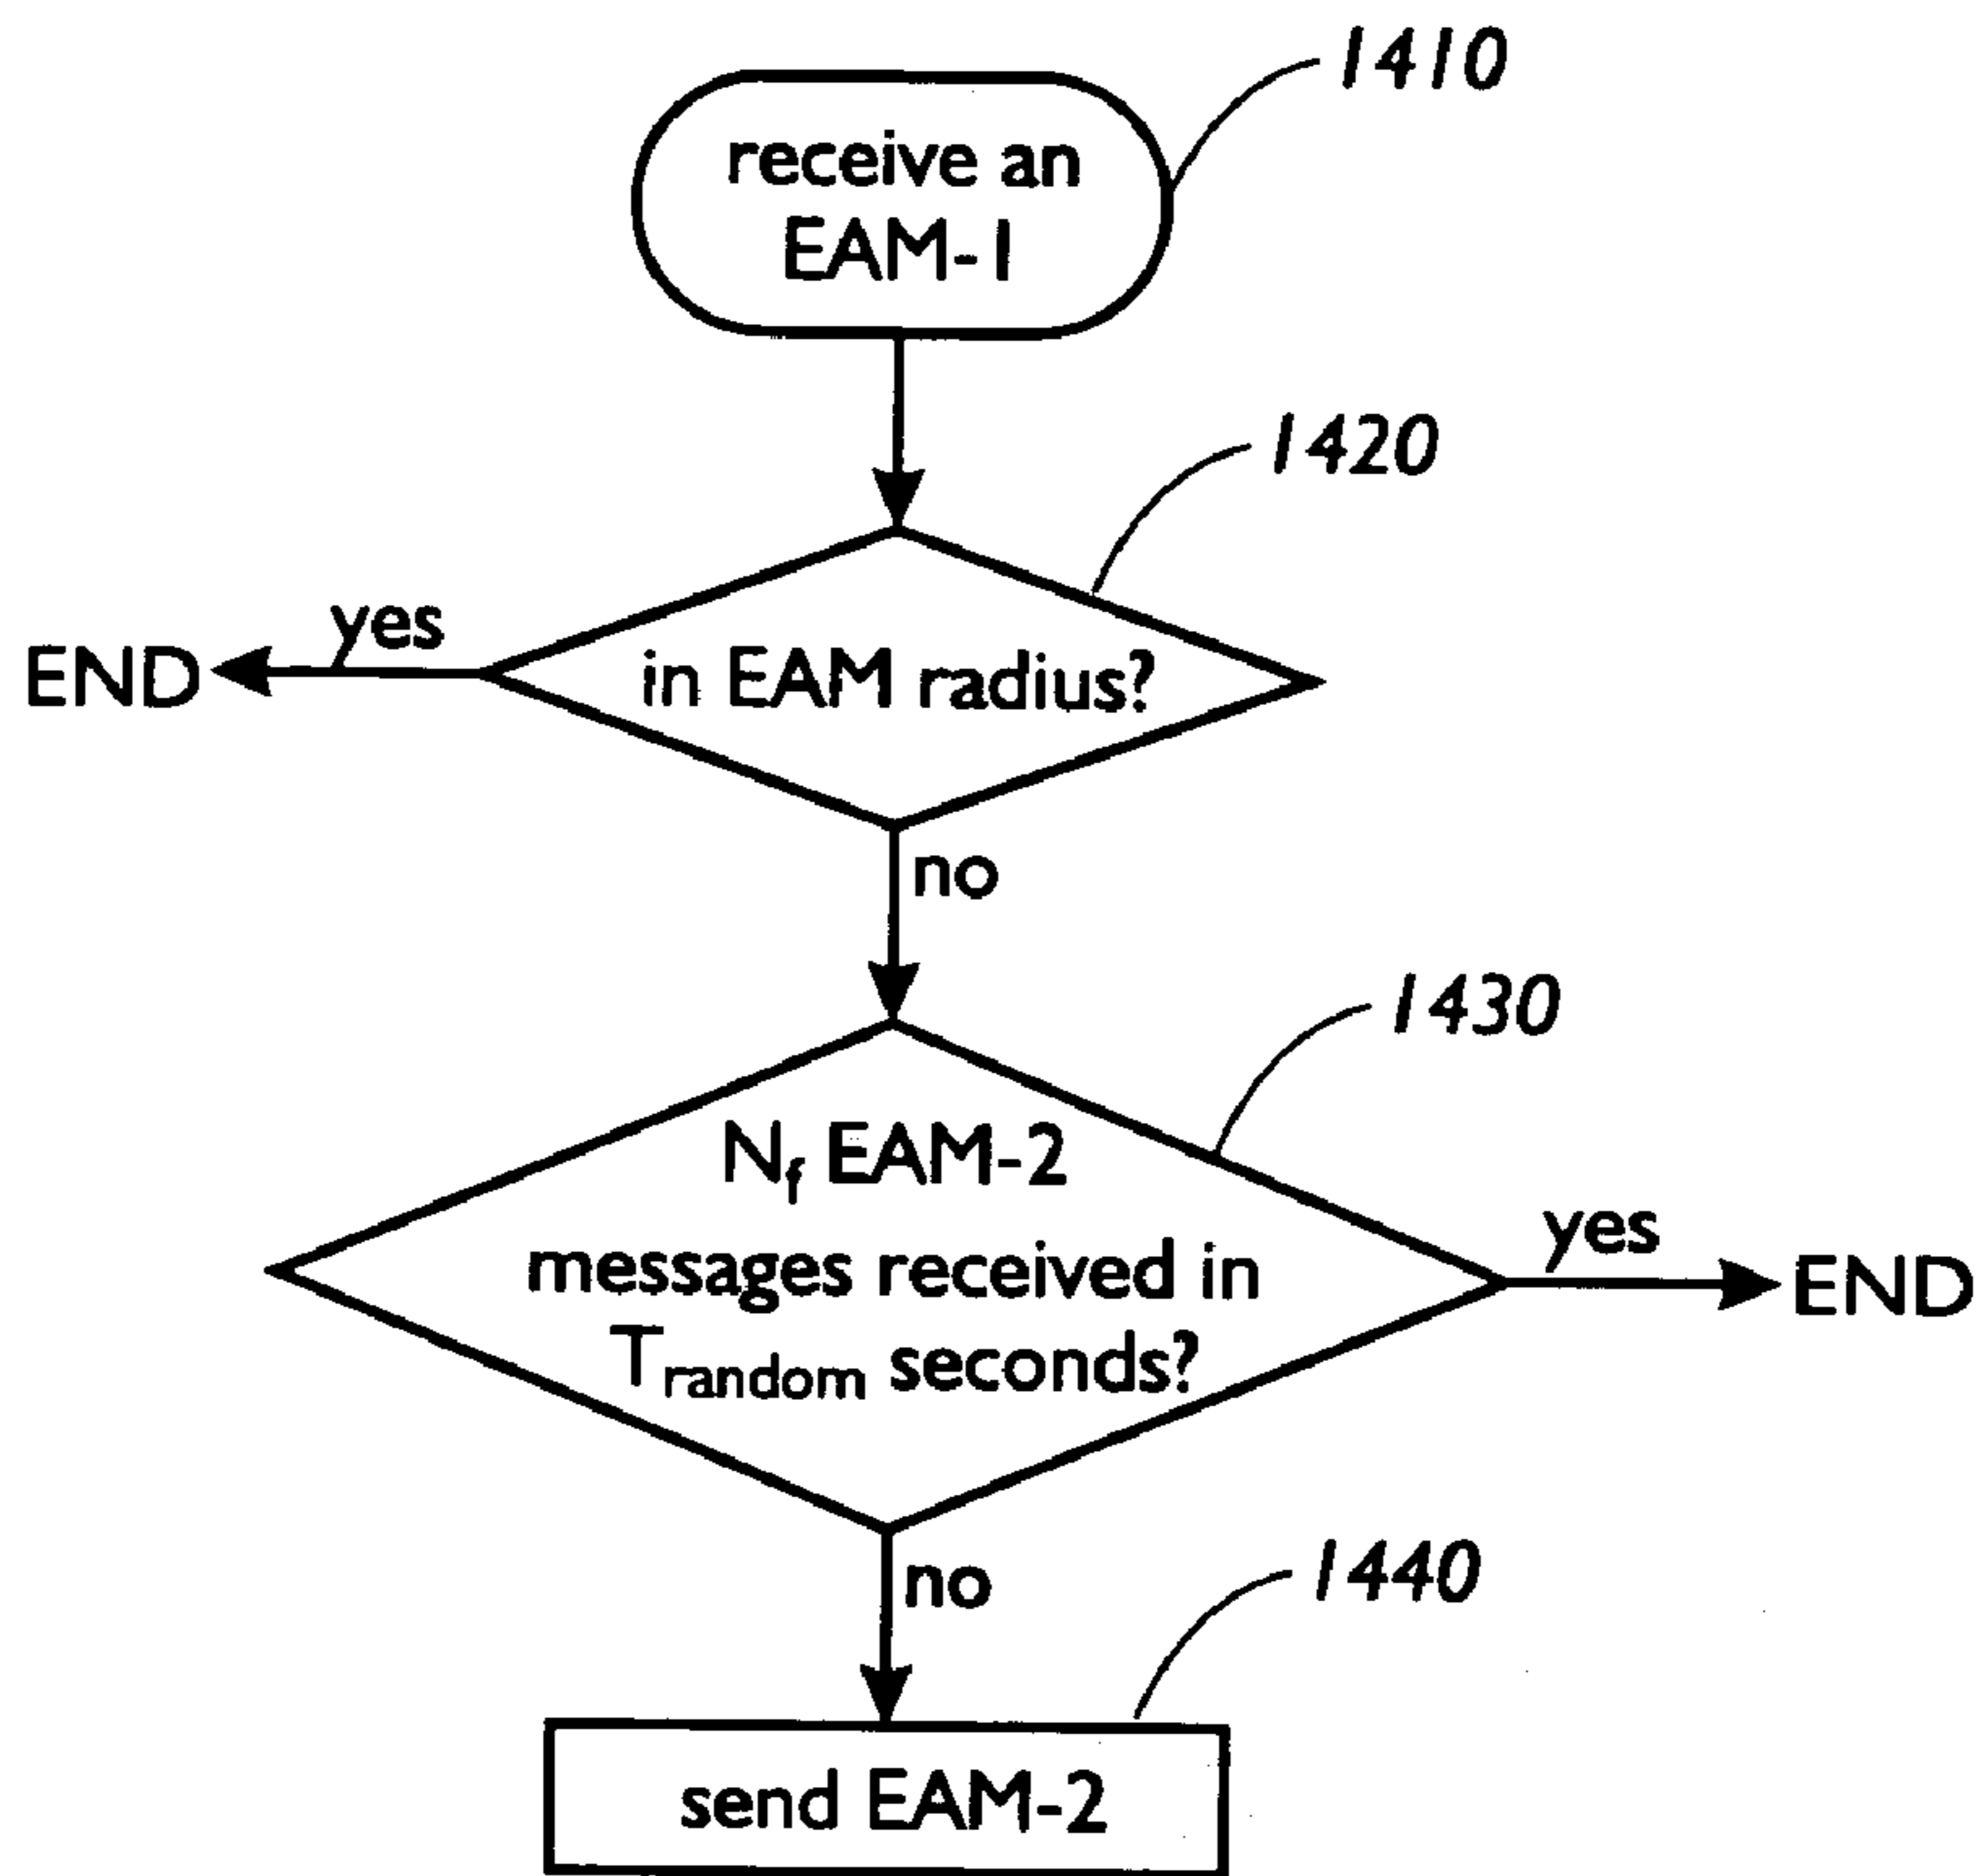 1410
receive an
EAM-1
1420
yes
END
in EAM radius?
no
1430
Nf EAM-2
messages received in
Trandom seconds?
yes
END
no
1440
send EAM-2